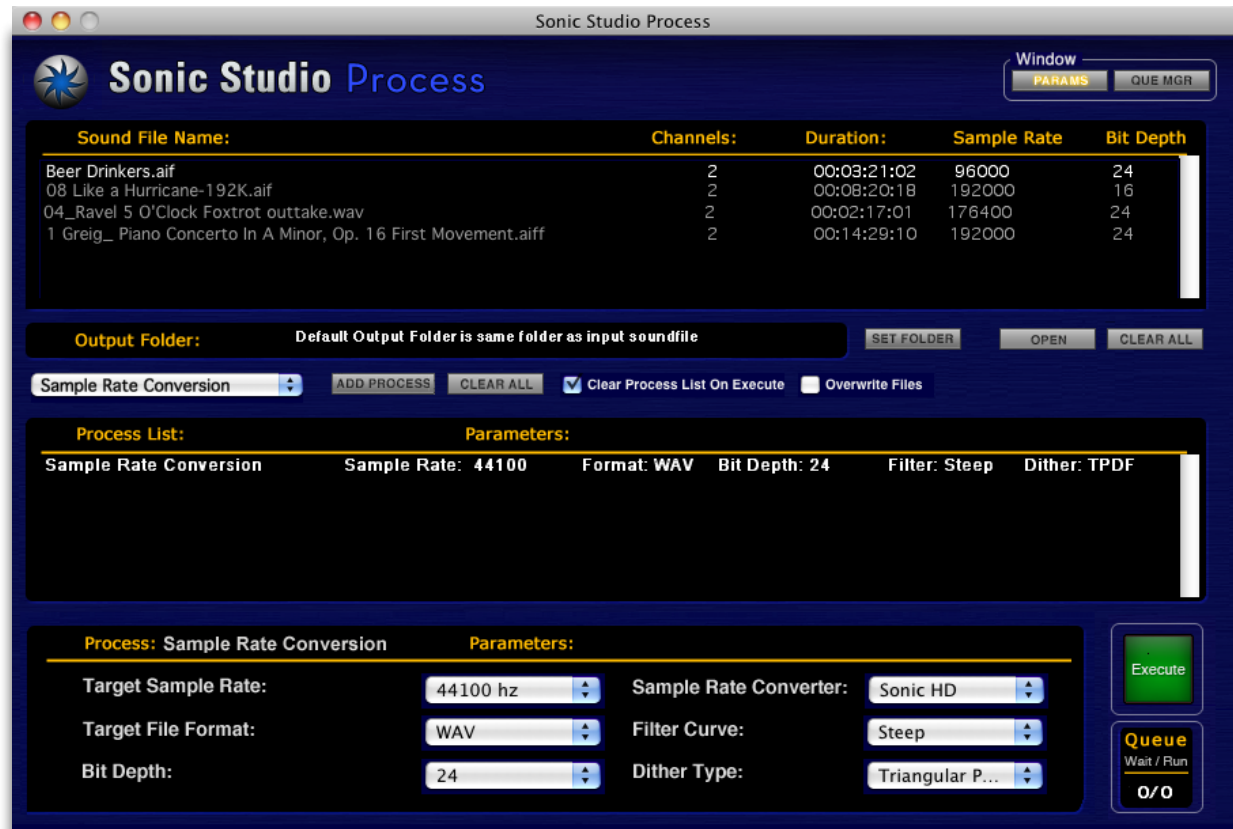 Sonic Studio Process
Sonic Studio Process
Window
PARAMS QUE MGR
Sound File Name: Channels: Duration: Sample Rate Bit Depth
Beer Drinkers.aif 2 00:03:21:02 96000 24
08 Like a Hurricane-192K.aif 2 00:08:20:18 192000 16
04_Ravel 5 O'Clock Foxtrot outtake.wav 2 00:02:17:01 176400 24
1 Greig_ Piano Concerto In A Minor, Op. 16 First Movement.aiff 2 00:14:29:10 192000 24
Output Folder: Default Output Folder is same folder as input soundfile SET FOLDER OPEN CLEAR ALL
Sample Rate Conversion ADD PROCESS CLEAR ALL Clear Process List On Execute Overwrite Files
Process List: Parameters:
Sample Rate Conversion Sample Rate: 44100 Format: WAV Bit Depth: 24 Filter: Steep Dither: TPDF
Process: Sample Rate Conversion Parameters:
Target Sample Rate: 44100 hz Sample Rate Converter: Sonic HD
Target File Format: WAV Filter Curve: Steep
Bit Depth: 24 Dither Type: Triangular P...
Execute
Queue
Wait / Run
0/0